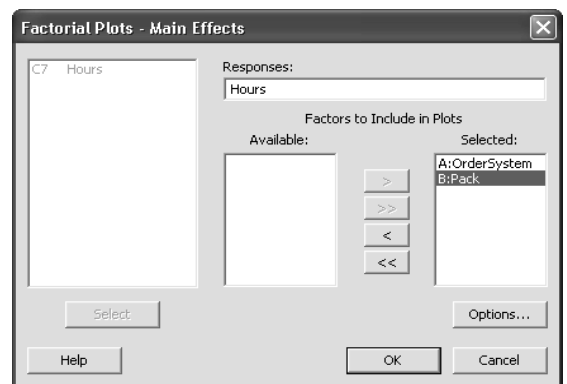 Factorial Plots - Main Effects
C7 Hours
Responses:
Hours
Factors to Include in Plots
Available:
Selected:
A:OrderSystem
B:Pack
>
>>
<
<<
Select
Options...
Help
OK
Cancel